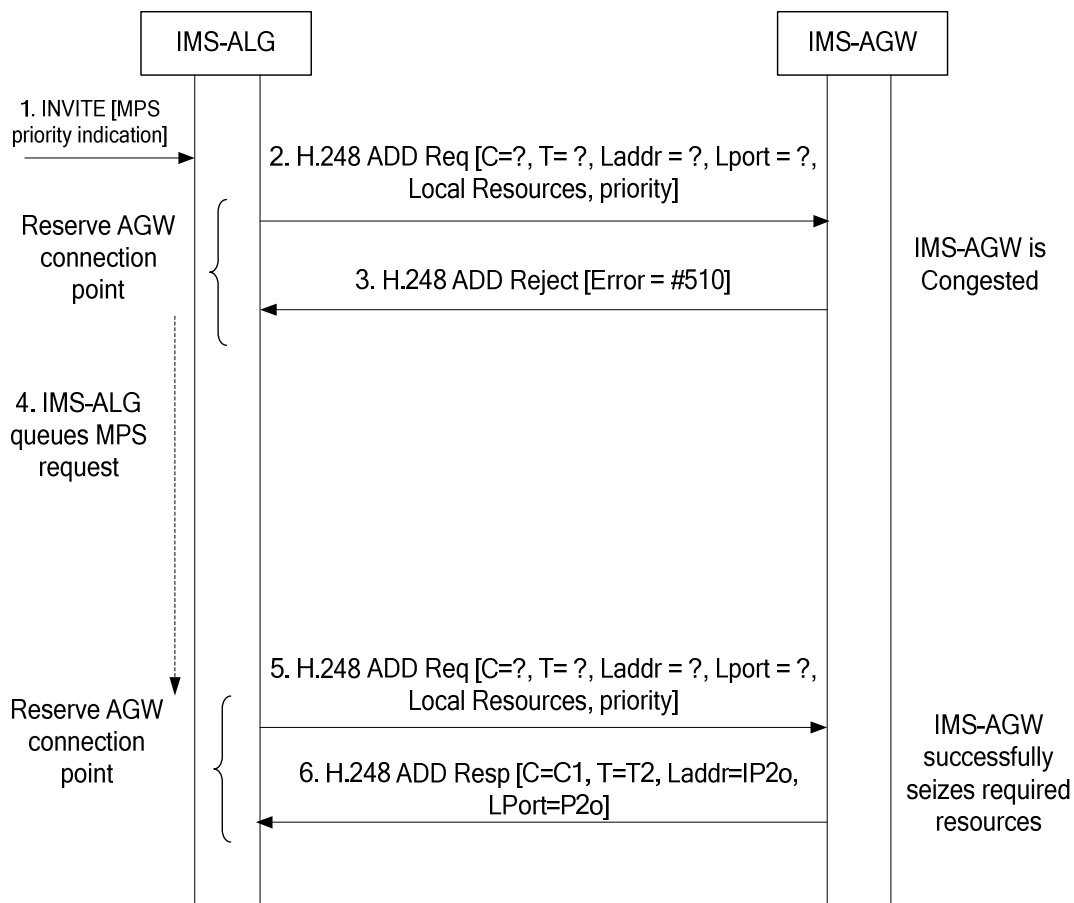 IMS-ALG
IMS-AGW
1. INVITE [MPS
priority indication]
2. H.248 ADD Req [C=?, T= ?, Laddr = ?, Lport = ?,
Local Resources, priority]
Reserve AGW
connection
point
IMS-AGW is
Congested
3. H.248 ADD Reject [Error = #510]
4. IMS-ALG
queues MPS
request
5. H.248 ADD Req [C=?, T= ?, Laddr = ?, Lport = ?,
Local Resources, priority]
Reserve AGW
connection
point
IMS-AGW
successfully
seizes required
resources
6. H.248 ADD Resp [C=C1, T=T2, Laddr=IP2o,
LPort=P2o]